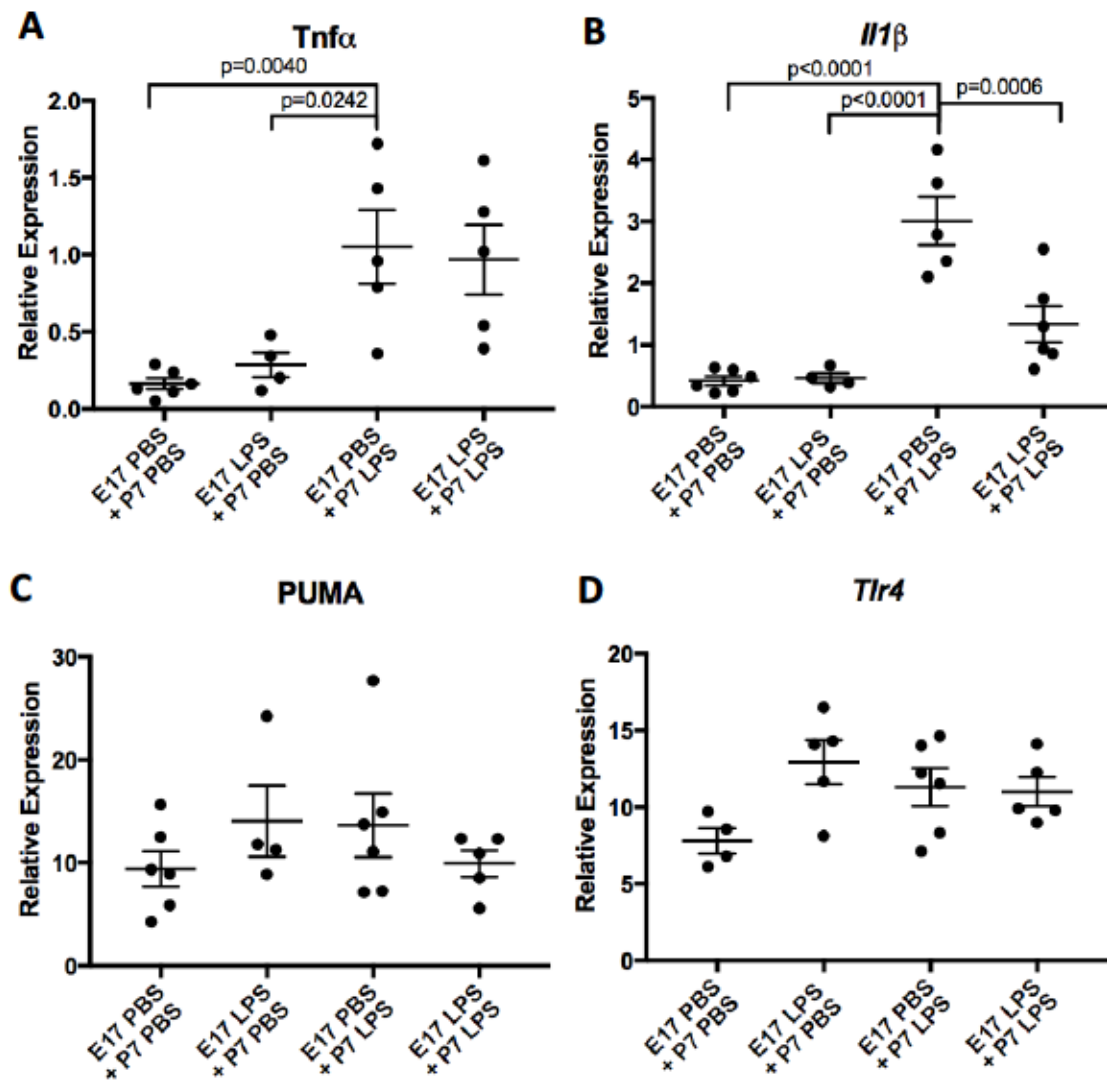 A
Tnfα
p=0.0040
p=0.0242
2.0
1.5
1.0
0.5
0.0
Relative Expression
E17 PBS
+ P7 PBS
E17 LPS
+ P7 PBS
E17 PBS
+ P7 LPS
E17 LPS
+ P7 LPS
B
Il1β
p<0.0001
p<0.0001
p=0.0006
5
4
3
2
1
0
Relative Expression
E17 PBS
+ P7 PBS
E17 LPS
+ P7 PBS
E17 PBS
+ P7 LPS
E17 LPS
+ P7 LPS
C
PUMA
30
20
10
0
Relative Expression
E17 PBS
+ P7 PBS
E17 LPS
+ P7 PBS
E17 PBS
+ P7 LPS
E17 LPS
+ P7 LPS
D
Tlr4
20
15
10
5
0
Relative Expression
E17 PBS
+ P7 PBS
E17 LPS
+ P7 PBS
E17 PBS
+ P7 LPS
E17 LPS
+ P7 LPS